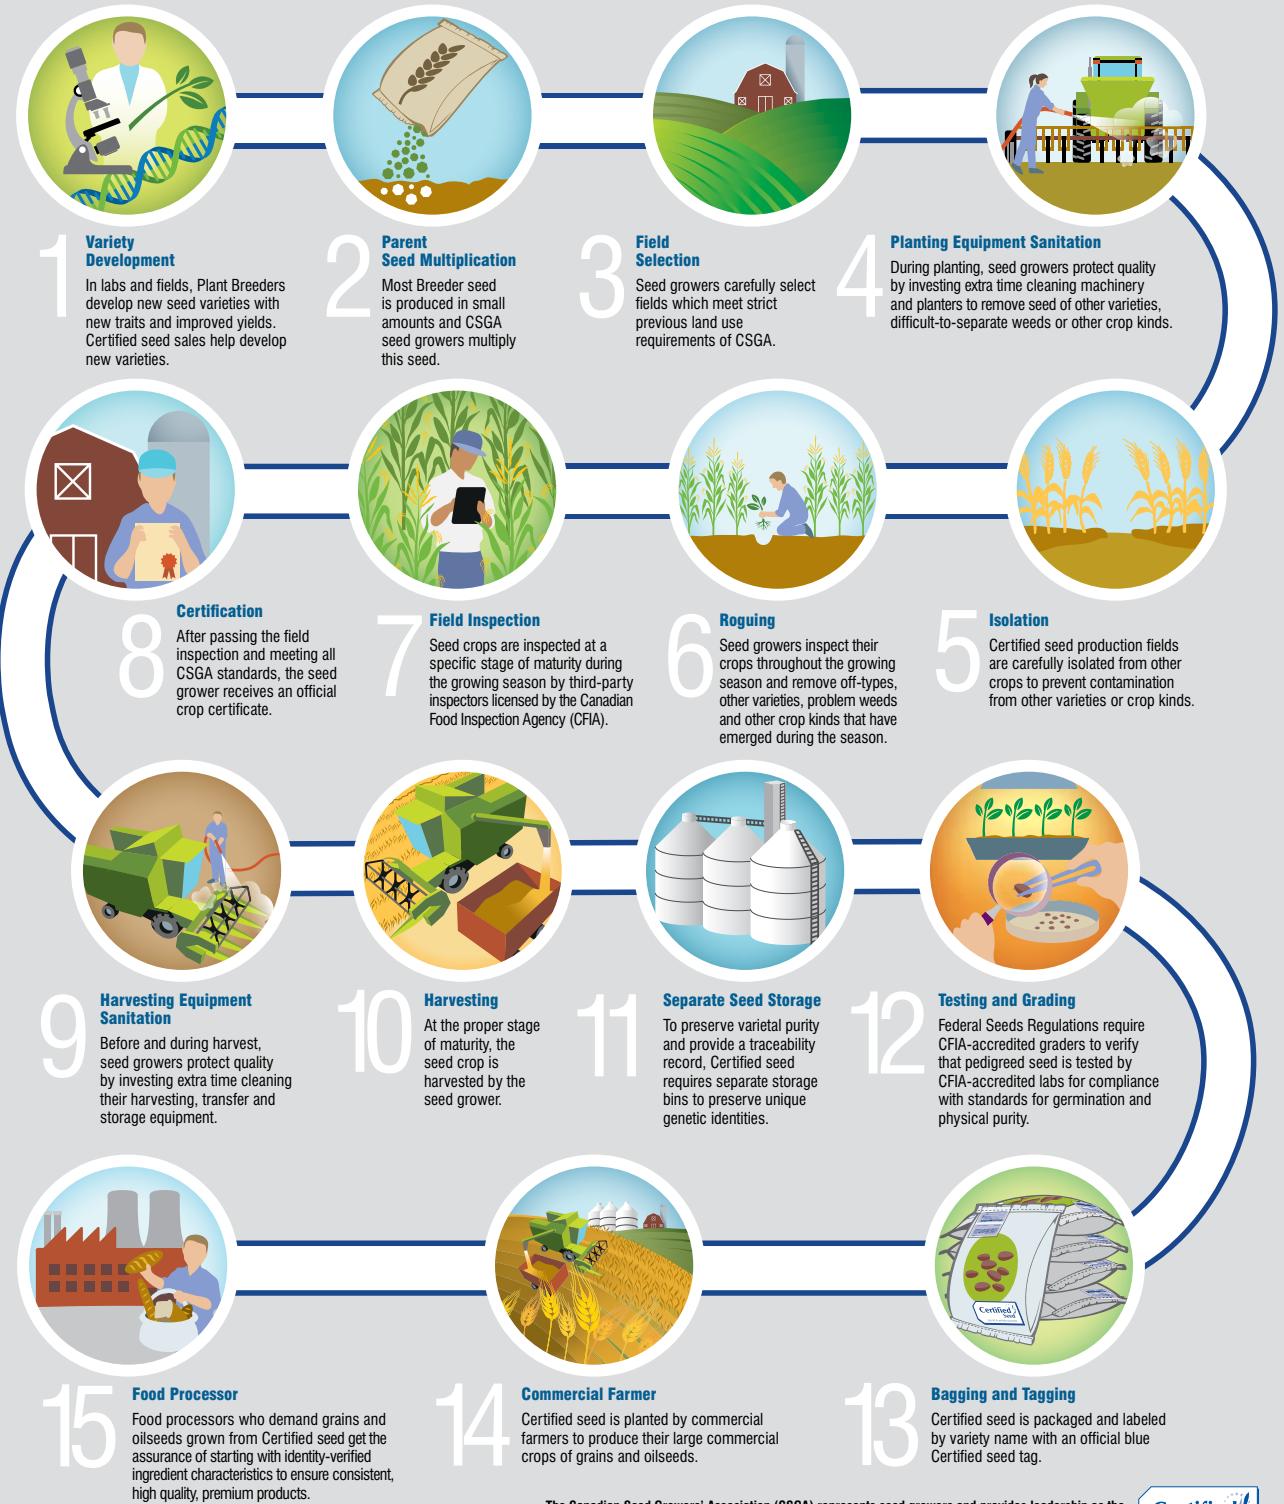 1
Variety
Development
In labs and fields, Plant Breeders
develop new seed varieties with
new traits and improved yields.
Certified seed sales help develop
new varieties.
2
Parent
Seed Multiplication
Most Breeder seed
is produced in small
amounts and CSGA
seed growers multiply
this seed.
3
Field
Selection
Seed growers carefully select
fields which meet strict
previous land use
requirements of CSGA.
4
Planting Equipment Sanitation
During planting, seed growers protect quality
by investing extra time cleaning machinery
and planters to remove seed of other varieties,
difficult-to-separate weeds or other crop kinds.
5
Isolation
Certified seed production fields
are carefully isolated from other
crops to prevent contamination
from other varieties or crop kinds.
6
Roguing
Seed growers inspect their
crops throughout the growing
season and remove off-types,
other varieties, problem weeds
and other crop kinds that have
emerged during the season.
7
Field Inspection
Seed crops are inspected at a
specific stage of maturity during
the growing season by third-party
inspectors licensed by the Canadian
Food Inspection Agency (CFIA).
8
Certification
After passing the field
inspection and meeting all
CSGA standards, the seed
grower receives an official
crop certificate.
9
Harvesting Equipment
Sanitation
Before and during harvest,
seed growers protect quality
by investing extra time cleaning
their harvesting, transfer and
storage equipment.
10
Harvesting
At the proper stage
of maturity, the
seed crop is
harvested by the
seed grower.
11
Separate Seed Storage
To preserve varietal purity
and provide a traceability
record, Certified seed
requires separate storage
bins to preserve unique
genetic identities.
12
Testing and Grading
Federal Seeds Regulations require
CFIA-accredited graders to verify
that pedigreed seed is tested by
CFIA-accredited labs for compliance
with standards for germination and
physical purity.
Certified
Seed
13
Bagging and Tagging
Certified seed is packaged and labeled
by variety name with an official blue
Certified seed tag.
14
Commercial Farmer
Certified seed is planted by commercial
farmers to produce their large commercial
crops of grains and oilseeds.
15
Food Processor
Food processors who demand grains and
oilseeds grown from Certified seed get the
assurance of starting with identity-verified
ingredient characteristics to ensure consistent,
high quality, premium products.
The Canadian Seed Growers' Association (CSGA) represents seed growers and provides leadership as the
Certified